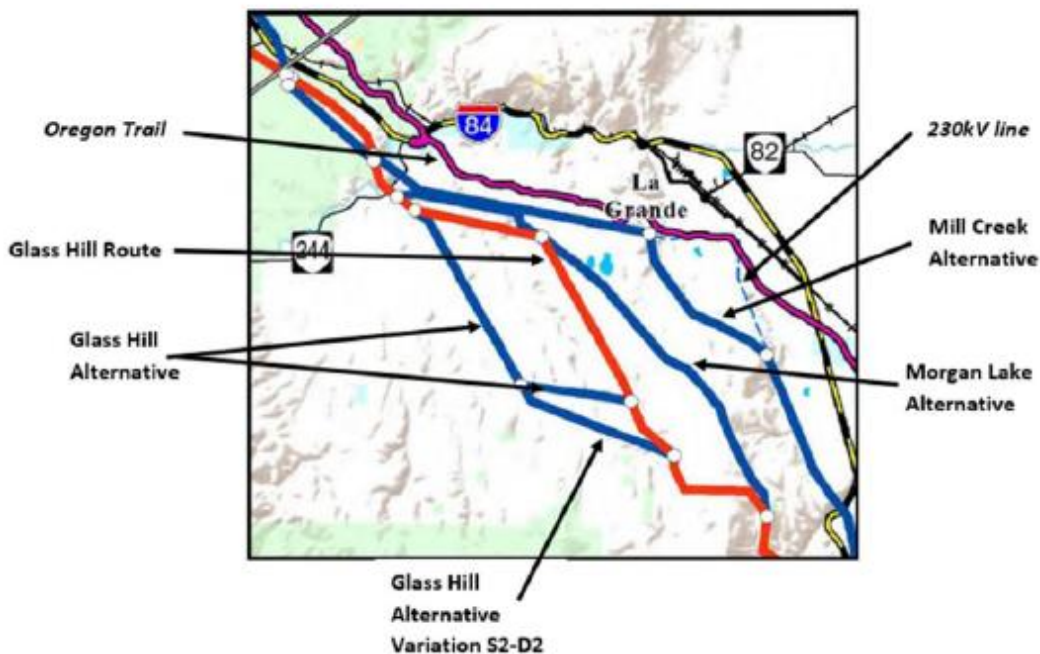 Oregon Trail
84
230kV line
82
La
Grande
Mill Creek
Alternative
Glass Hill Route
244
Glass Hill
Alternative
Morgan Lake
Alternative
Glass Hill
Alternative
Variation S2-D2